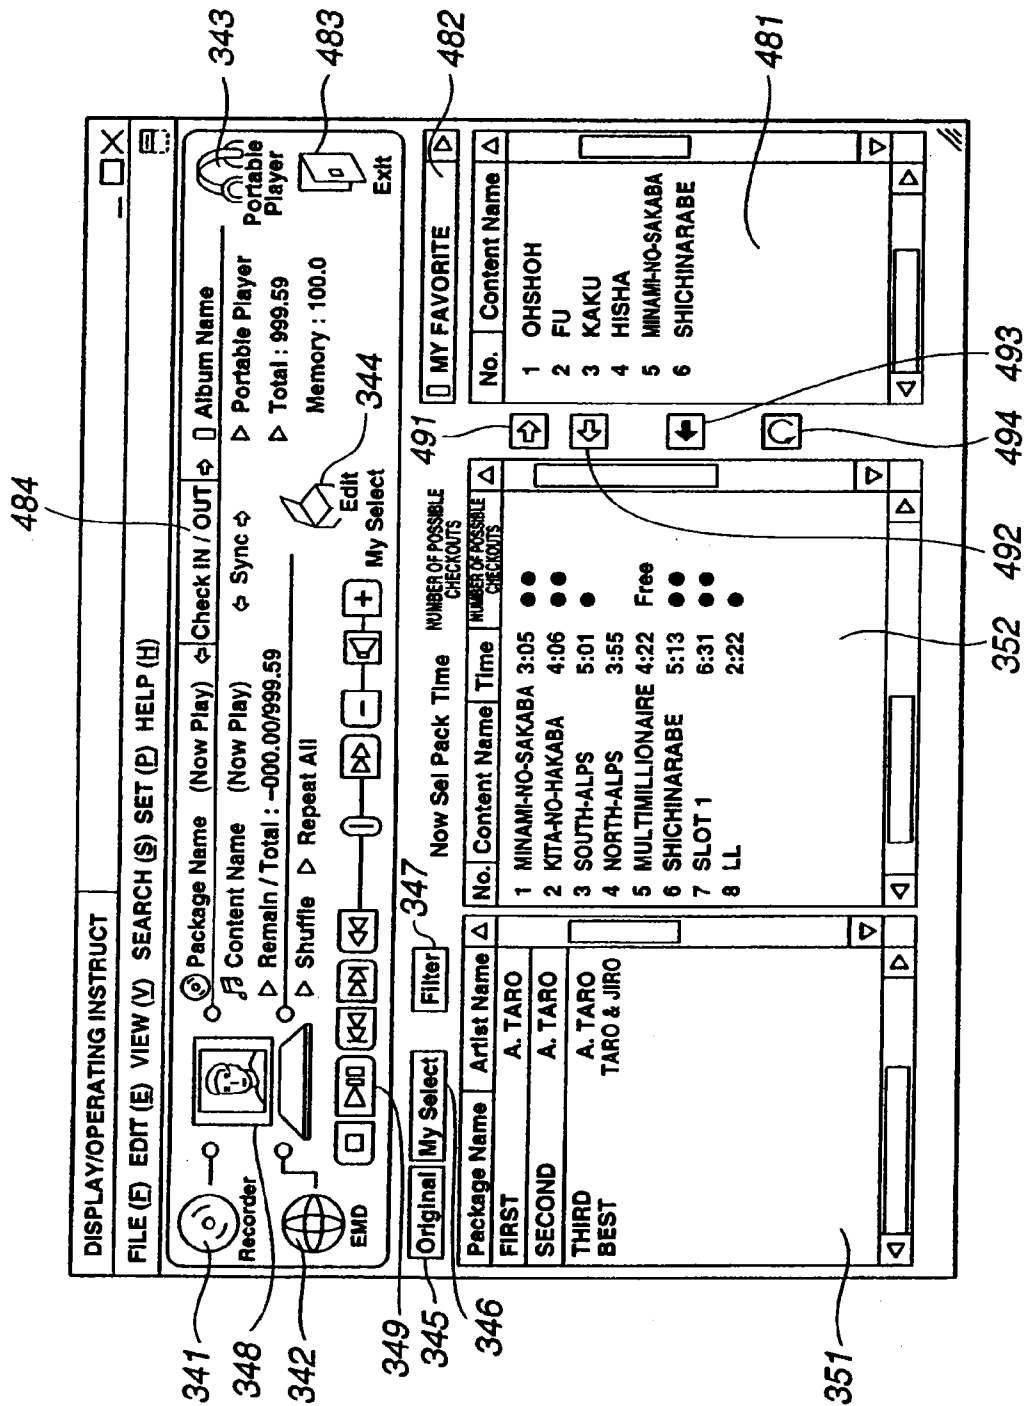 484
DISPLAY/OPERATING INSTRUCT
FILE (F) EDIT (E) VIEW (V) SEARCH (S) SET (P) HELP (H)
Package Name (Now Play) Check IN / OUT Album Name
Content Name (Now Play) Sync Portable Player
Remain / Total : –000.00/999.59 Total : 999.59
Shuffle Repeat All Memory : 100.0
Recorder
EMD
Edit
My Select
Portable
Player
Exit
341
348
342
349
345
346
347
344
343
483
482
Original My Select Filter
Now Sel Pack Time NUMBER OF POSSIBLE
CHECKOUTS
MY FAVORITE
Package Name Artist Name
FIRST A. TARO
SECOND A. TARO
THIRD A. TARO
BEST TARO & JIRO
No. Content Name Time NUMBER OF POSSIBLE
CHECKOUTS
1 MINAMI-NO-SAKABA 3:05
2 KITA-NO-HAKABA 4:06
3 SOUTH-ALPS 5:01
4 NORTH-ALPS 3:55
5 MULTIMILLIONAIRE 4:22 Free
6 SHICHINARABE 5:13
7 SLOT 1 6:31
8 LL 2:22
No. Content Name
1 OHSHOH
2 FU
3 KAKU
4 HISHA
5 MINAMI-NO-SAKABA
6 SHICHINARABE
491
481
351
352
492
494
493